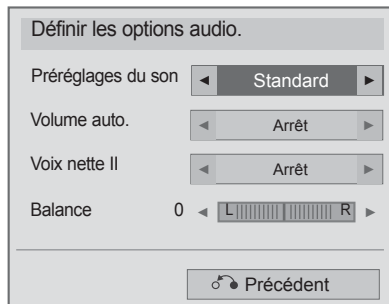 Définir les options audio.
Préréglages du son ◄ Standard ►
Volume auto. ◄ Arrêt ►
Voix nette II ◄ Arrêt ►
Balance 0 ◄ L R ►
Précédent